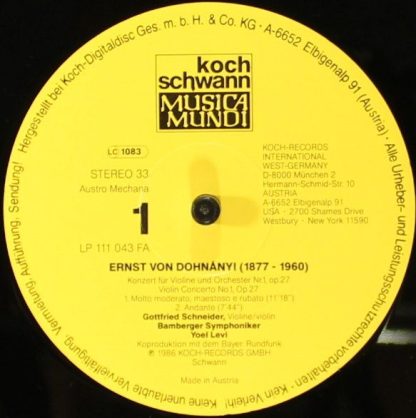 Hergestellt bei Koch-Digitaldisc Ges. m. b. H. & Co. KG · A-6652 Elbigenalp 91 (Austria) · Alle Urheber- und Leistungsschutzrechte vorbehalten · Kein Verleih! · Keine unerlaubte Vervielfältigung, Vermietung, Aufführung, Sendung!
koch
schwann
MUSICA
MUNDI
LC 1083
STEREO 33
Austro Mechana
1
LP 111 043 FA
KOCH-RECORDS
INTERNATIONAL
WEST-GERMANY
D-8000 München 2
Hermann-Schmid-Str. 10
AUSTRIA
A-6652 Elbigenalp 91
USA - 2700 Shames Drive
Westbury - New York 11590
ERNST VON DOHNÁNYI (1877 - 1960)
Konzert für Violine und Orchester Nr.1, op.27
Violin Concerto No.1, Op.27
1. Molto moderato, maestoso e rubato (11'18")
2. Andante (7'44")
Gottfried Schneider, Violine/violin
Bamberger Symphoniker
Yoel Levi
Koproduktion mit dem Bayer. Rundfunk
℗ 1986 KOCH-RECORDS GMBH
Schwann
Made in Austria